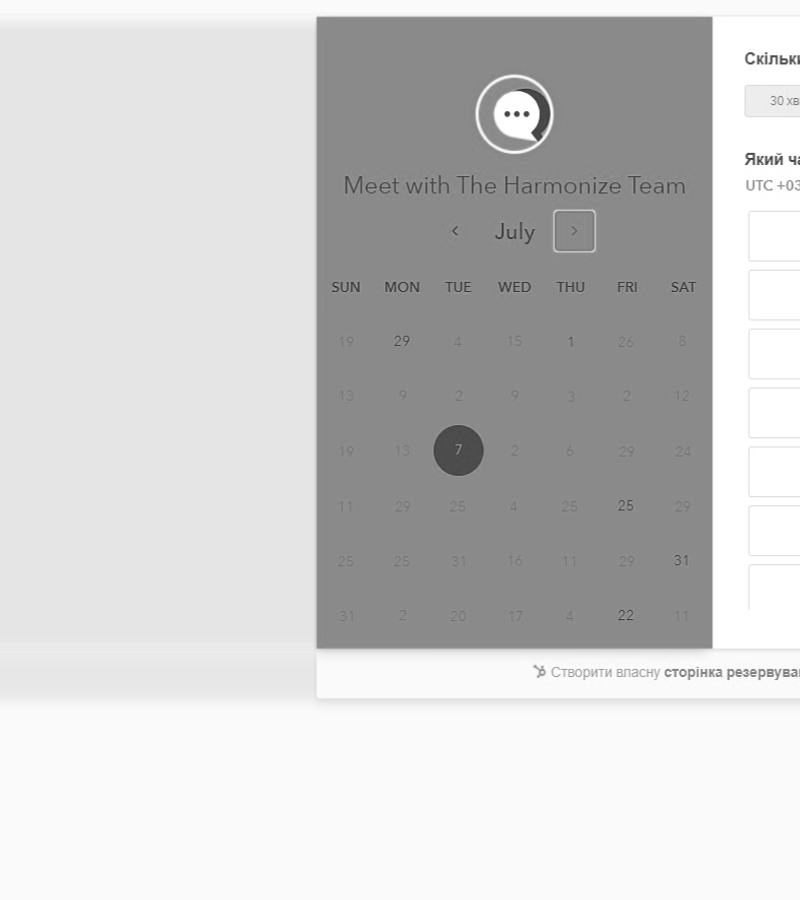 Meet with The Harmonize Team
July
SUN MON TUE WED THU FRI SAT
19 29 4 15 1 26 8
13 9 2 9 3 2 12
19 13 7 2 6 29 24
11 29 25 4 25 25 29
25 25 31 16 11 29 31
31 2 20 17 4 22 11
Скільки
30 хв
Який ча
UTC +03
Створити власну сторінка резервува